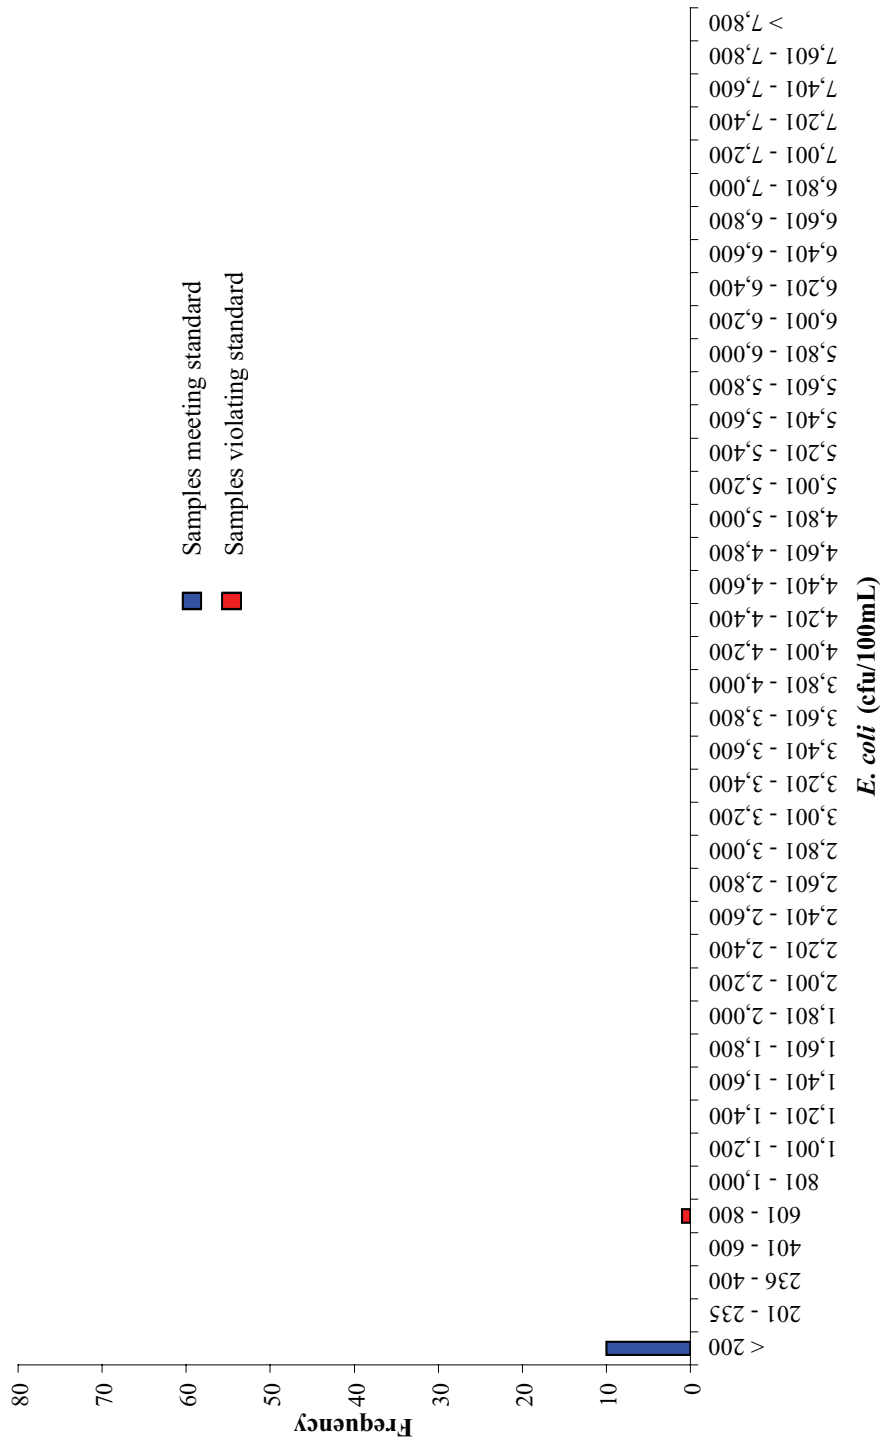 Frequency
80
70
60
50
40
30
20
10
0
Samples meeting standard
Samples violating standard
< 200
201 - 235
236 - 400
401 - 600
601 - 800
801 - 1,000
1,001 - 1,200
1,201 - 1,400
1,401 - 1,600
1,601 - 1,800
1,801 - 2,000
2,001 - 2,200
2,201 - 2,400
2,401 - 2,600
2,601 - 2,800
2,801 - 3,000
3,001 - 3,200
3,201 - 3,400
3,401 - 3,600
3,601 - 3,800
3,801 - 4,000
4,001 - 4,200
4,201 - 4,400
4,401 - 4,600
4,601 - 4,800
4,801 - 5,000
5,001 - 5,200
5,201 - 5,400
5,401 - 5,600
5,601 - 5,800
5,801 - 6,000
6,001 - 6,200
6,201 - 6,400
6,401 - 6,600
6,601 - 6,800
6,801 - 7,000
7,001 - 7,200
7,201 - 7,400
7,401 - 7,600
7,601 - 7,800
> 7,800
E. coli (cfu/100mL)